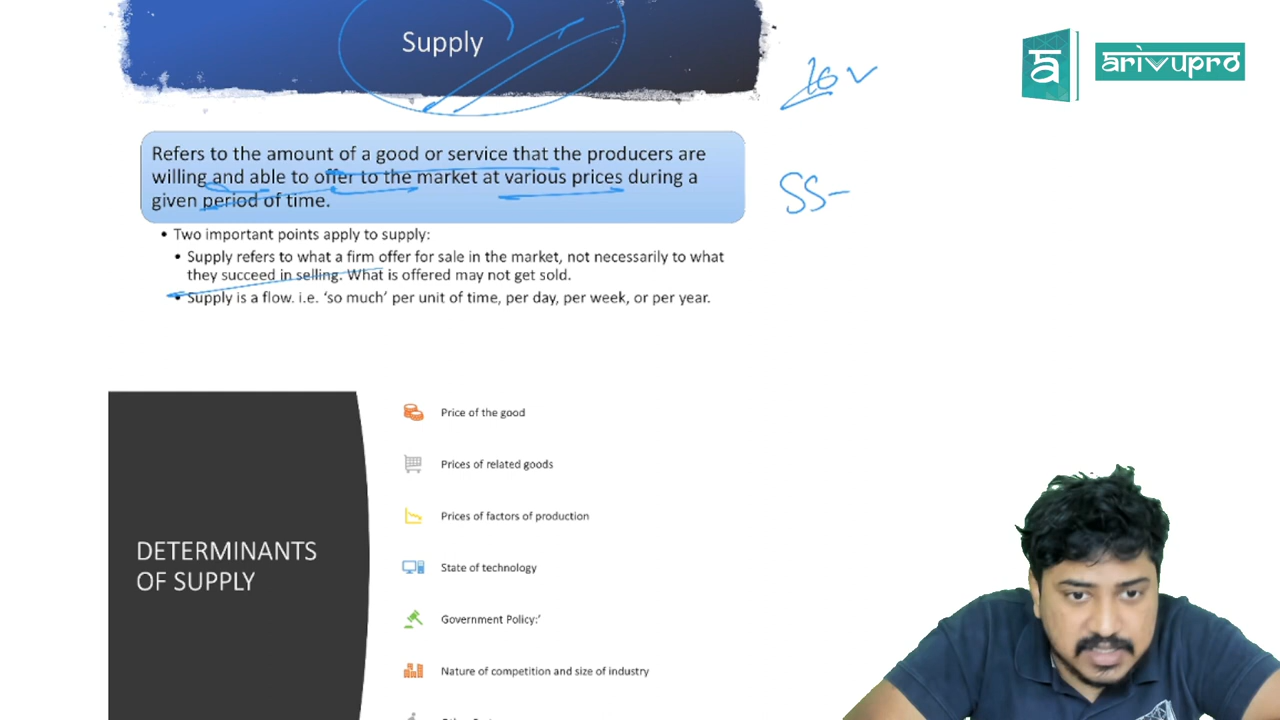 Supply
arivupro
Refers to the amount of a good or service that the producers are
willing and able to offer to the market at various prices during a
given period of time.
• Two important points apply to supply:
• Supply refers to what a firm offer for sale in the market, not necessarily to what
they succeed in selling. What is offered may not get sold.
• Supply is a flow. i.e. ‘so much’ per unit of time, per day, per week, or per year.
SS-
DETERMINANTS
OF SUPPLY
Price of the good
Prices of related goods
Prices of factors of production
State of technology
Government Policy:’
Nature of competition and size of industry